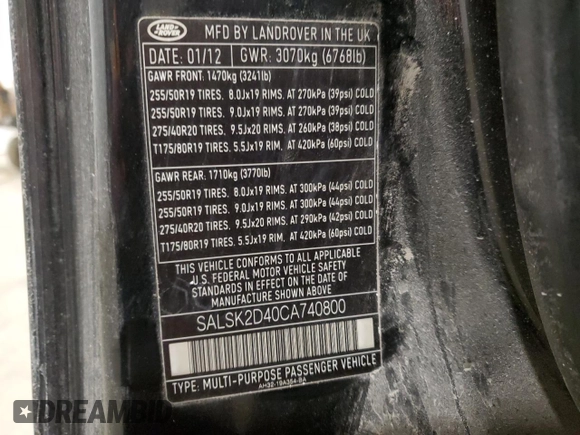 LAND ROVER
MFD BY LANDROVER IN THE UK
DATE: 01/12 GWR: 3070kg (6768lb)
GAWR FRONT: 1470kg (3241lb)
255/50R19 TIRES. 8.0Jx19 RIMS. AT 270kPa (39psi) COLD
255/50R19 TIRES. 9.0Jx19 RIMS. AT 270kPa (39psi) COLD
275/40R20 TIRES. 9.5Jx20 RIMS. AT 260kPa (38psi) COLD
T175/80R19 TIRES. 5.5Jx19 RIM. AT 420kPa (60psi) COLD
GAWR REAR: 1710kg (3770lb)
255/50R19 TIRES. 8.0Jx19 RIMS. AT 300kPa (44psi) COLD
255/50R19 TIRES. 9.0Jx19 RIMS. AT 300kPa (44psi) COLD
275/40R20 TIRES. 9.5Jx20 RIMS. AT 290kPa (42psi) COLD
T175/80R19 TIRES. 5.5Jx19 RIM. AT 420kPa (60psi) COLD
THIS VEHICLE CONFORMS TO ALL APPLICABLE
U.S. FEDERAL MOTOR VEHICLE SAFETY
STANDARDS IN EFFECT ON THE DATE OF
MANUFACTURE SHOWN ABOVE
SALSK2D40CA740800
TYPE: MULTI-PURPOSE PASSENGER VEHICLE
AH32-19A384-BA
DREAMBID